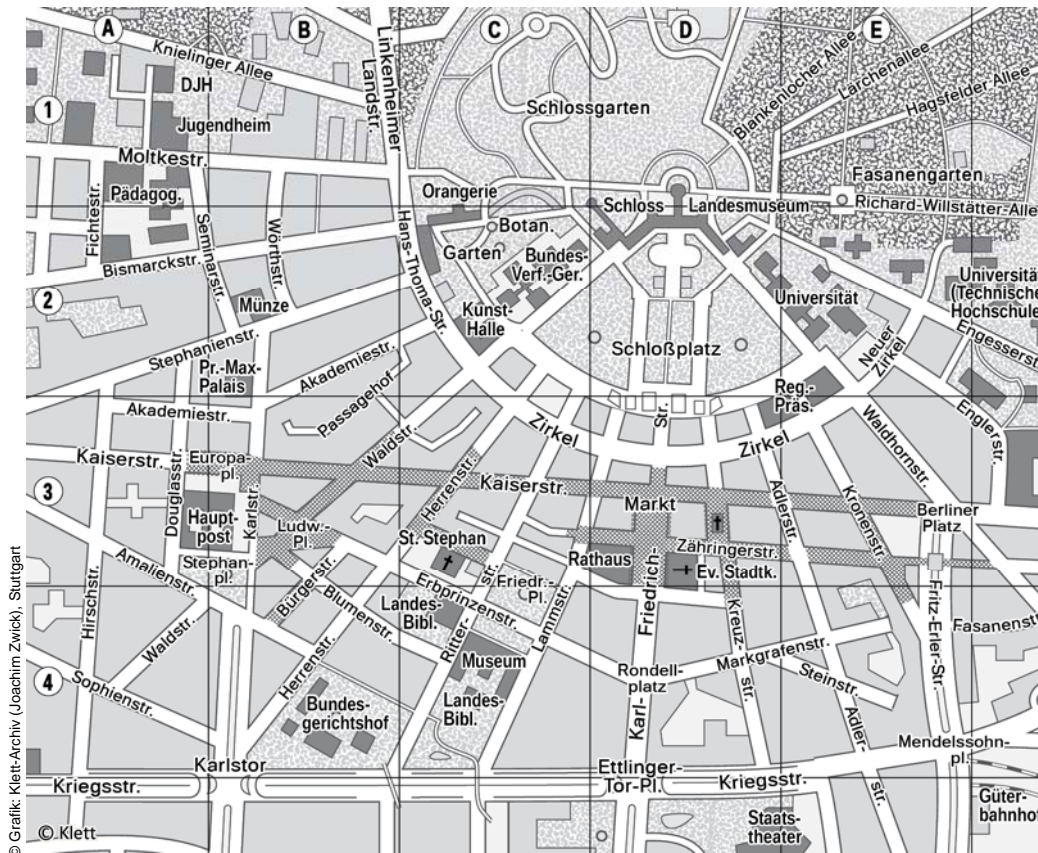 A
B
C
D
E
1
2
3
4
Knielinger Allee
DJH
Jugendheim
Linkenheimer
Landstr.
Schlossgarten
Blankenlocher Allee
Lärchenallee
Hagsfelder Allee
Moltkestr.
Pädagog.
Fichtestr.
Seminarstr.
Wörthstr.
Bismarckstr.
Orangerie
Hans-Thoma-Str.
Botan.
Garten
Schloss
Landesmuseum
Fasanengarten
Richard-Willstätter-Alle
Bundes-
Verf.-Ger.
Kunst-
Halle
Münze
Stephanienstr.
Pr.-Max-
Palais
Akademiestr.
Akademiestr.
Passagehof
Schloßplatz
Universität
Universitä
(Technische
Hochschule
Neuer
Zirkel
Engesserst
Reg.-
Präs.
Englerstr.
Waldhornstr.
Zirkel
Zirkel
Str.
Kaiserstr.
Europa-
pl.
Waldstr.
Herrenstr.
Kaiserstr.
Markt
Douglasstr.
Karlstr.
Haupt-
post
Ludw.-
Pl.
Stephan-
pl.
St. Stephan
Rathaus
Zähringerstr.
Ev. Stadtk.
Adlerstr.
Kronenstr.
Berliner
Platz
Amalienstr.
Hirschstr.
Waldstr.
Bürgerstr.
Blumenstr.
Herrenstr.
Erbprinzenstr.
Friedr.-
Pl.
Landes-
Bibl.
Ritter-
str.
Lammstr.
Museum
Landes-
Bibl.
Karl-
Friedrich-
Kreuz-
str.
Rondell-
platz
Markgrafenstr.
Steinstr.
Adler-
str.
Fritz-Erler-Str.
Fasanenstr
Sophienstr.
Bundes-
gerichtshof
Karlstor
Kriegsstr.
Ettlinger-
Tor-Pl.
Kriegsstr.
Mendelssohn-
pl.
Staats-
theater
Güter-
bahnhof
© Klett
© Grafik: Klett-Archiv (Joachim Zwick), Stuttgart